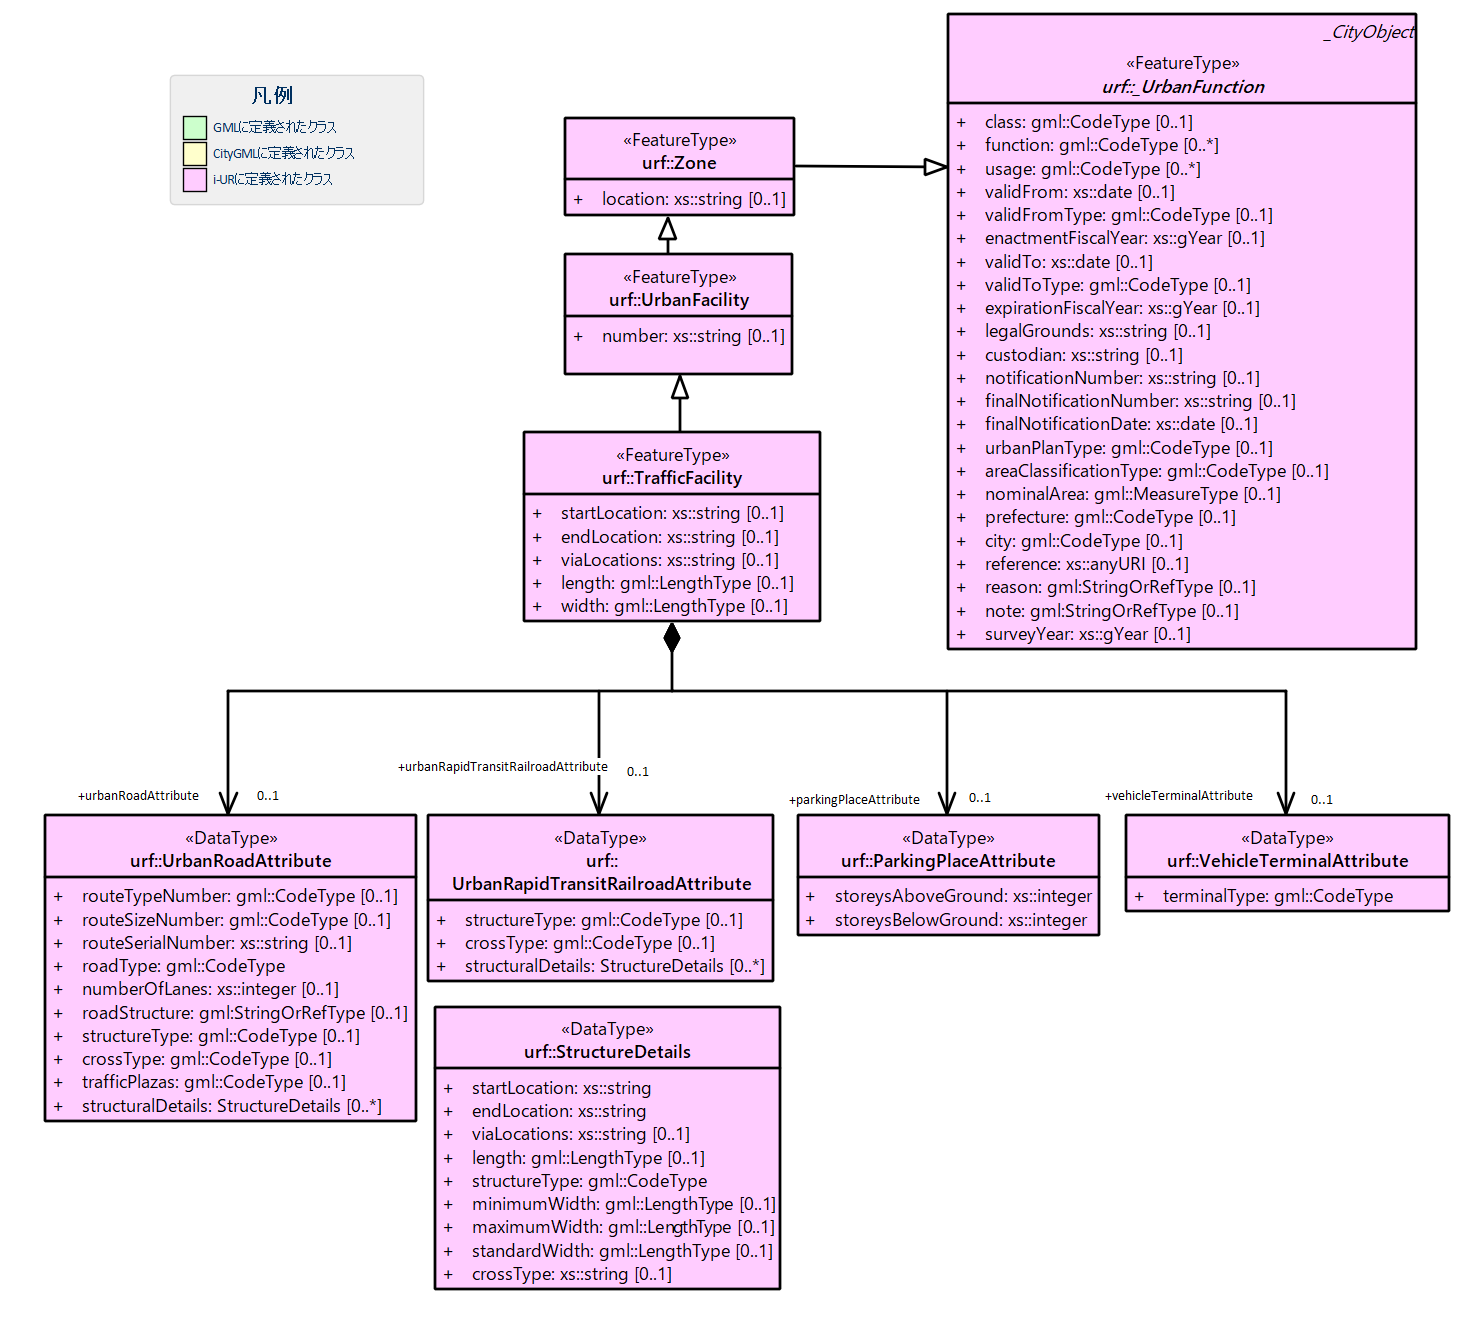 凡例
GMLに定義されたクラス
CityGMLに定義されたクラス
i-URに定義されたクラス
_CityObject
«FeatureType»
urf::_UrbanFunction
+ class: gml::CodeType [0..1]
+ function: gml::CodeType [0..*]
+ usage: gml::CodeType [0..*]
+ validFrom: xs::date [0..1]
+ validFromType: gml::CodeType [0..1]
+ enactmentFiscalYear: xs::gYear [0..1]
+ validTo: xs::date [0..1]
+ validToType: gml::CodeType [0..1]
+ expirationFiscalYear: xs::gYear [0..1]
+ legalGrounds: xs::string [0..1]
+ custodian: xs::string [0..1]
+ notificationNumber: xs::string [0..1]
+ finalNotificationNumber: xs::string [0..1]
+ finalNotificationDate: xs::date [0..1]
+ urbanPlanType: gml::CodeType [0..1]
+ areaClassificationType: gml::CodeType [0..1]
+ nominalArea: gml::MeasureType [0..1]
+ prefecture: gml::CodeType [0..1]
+ city: gml::CodeType [0..1]
+ reference: xs::anyURI [0..1]
+ reason: gml:StringOrRefType [0..1]
+ note: gml:StringOrRefType [0..1]
+ surveyYear: xs::gYear [0..1]
«FeatureType»
urf::Zone
+ location: xs::string [0..1]
«FeatureType»
urf::UrbanFacility
+ number: xs::string [0..1]
«FeatureType»
urf::TrafficFacility
+ startLocation: xs::string [0..1]
+ endLocation: xs::string [0..1]
+ viaLocations: xs::string [0..1]
+ length: gml::LengthType [0..1]
+ width: gml::LengthType [0..1]
+urbanRoadAttribute 0..1
+urbanRapidTransitRailroadAttribute 0..1
+parkingPlaceAttribute 0..1
+vehicleTerminalAttribute 0..1
«DataType»
urf::UrbanRoadAttribute
+ routeTypeNumber: gml::CodeType [0..1]
+ routeSizeNumber: gml::CodeType [0..1]
+ routeSerialNumber: xs::string [0..1]
+ roadType: gml::CodeType
+ numberOfLanes: xs::integer [0..1]
+ roadStructure: gml:StringOrRefType [0..1]
+ structureType: gml::CodeType [0..1]
+ crossType: gml::CodeType [0..1]
+ trafficPlazas: gml::CodeType [0..1]
+ structuralDetails: StructureDetails [0..*]
«DataType»
urf::
UrbanRapidTransitRailroadAttribute
+ structureType: gml::CodeType [0..1]
+ crossType: gml::CodeType [0..1]
+ structuralDetails: StructureDetails [0..*]
«DataType»
urf::ParkingPlaceAttribute
+ storeysAboveGround: xs::integer
+ storeysBelowGround: xs::integer
«DataType»
urf::VehicleTerminalAttribute
+ terminalType: gml::CodeType
«DataType»
urf::StructureDetails
+ startLocation: xs::string
+ endLocation: xs::string
+ viaLocations: xs::string [0..1]
+ length: gml::LengthType [0..1]
+ structureType: gml::CodeType
+ minimumWidth: gml::LengthType [0..1]
+ maximumWidth: gml::LengthType [0..1]
+ standardWidth: gml::LengthType [0..1]
+ crossType: xs::string [0..1]